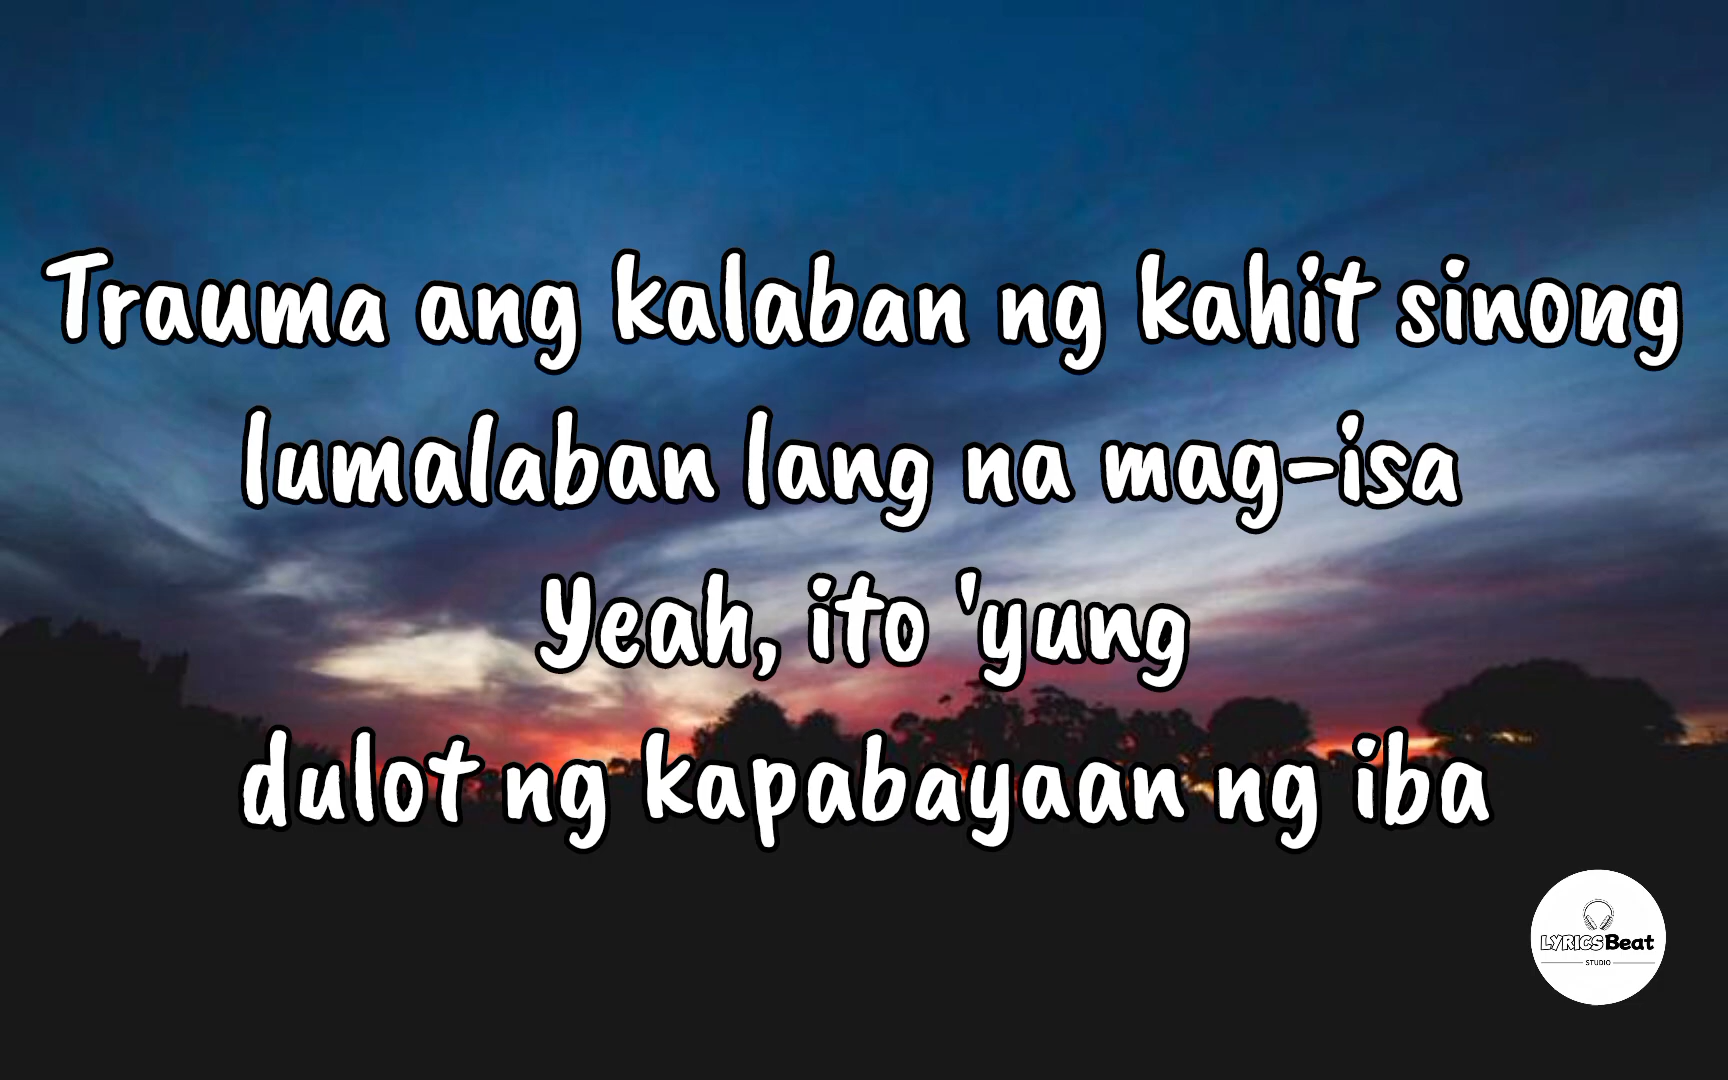 Trauma ang kalaban ng kahit sinong
lumalaban lang na mag-isa
Yeah, ito 'yung
dulot ng kapabayaan ng iba
LYRICSBeat
STUDIO